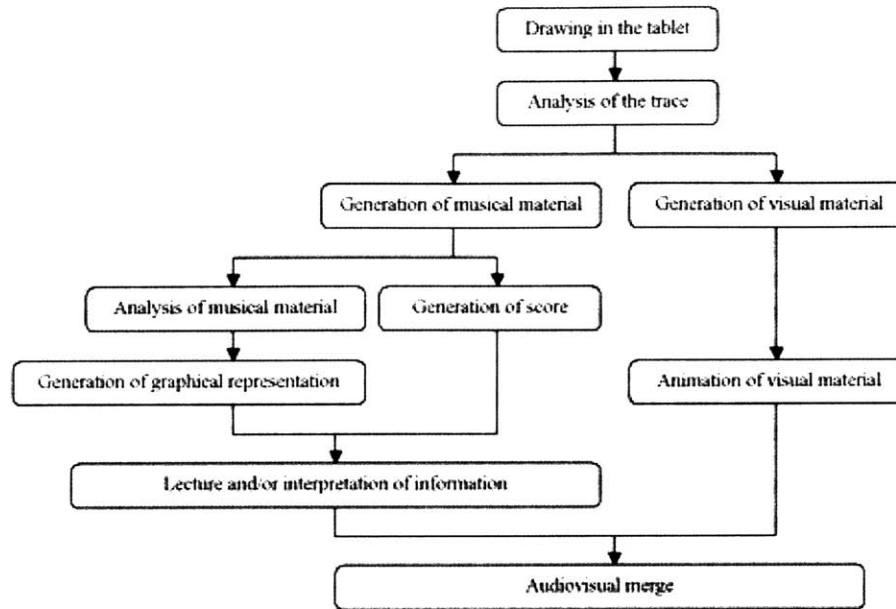 Drawing in the tablet
Analysis of the trace
Generation of musical material
Generation of visual material
Analysis of musical material
Generation of score
Generation of graphical representation
Animation of visual material
Lecture and/or interpretation of information
Audiovisual merge